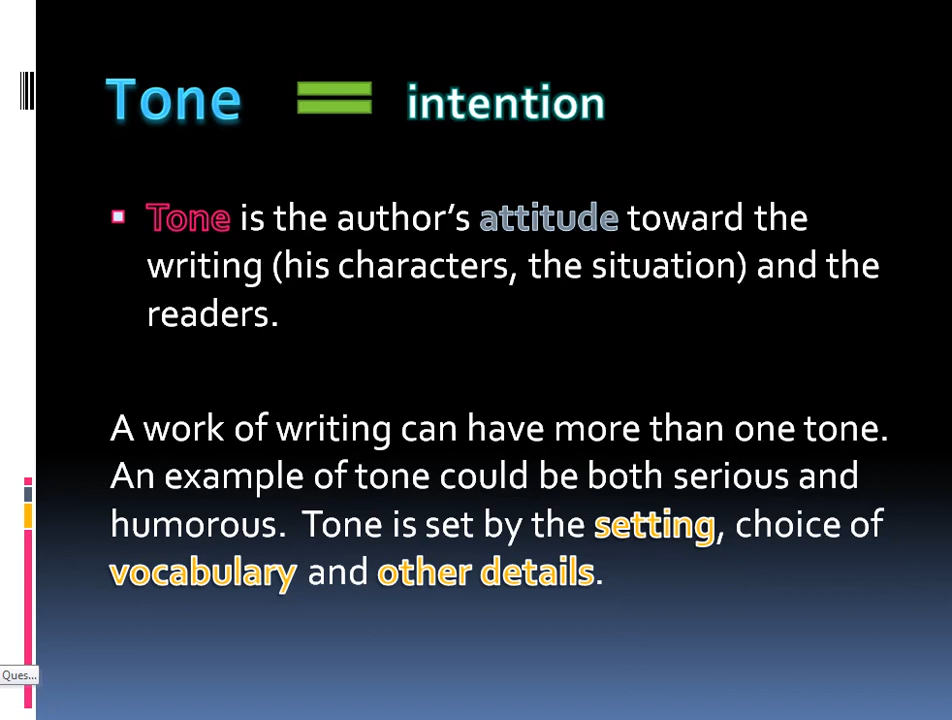 Tone = intention
Tone is the author's attitude toward the
writing (his characters, the situation) and the
readers.
A work of writing can have more than one tone.
An example of tone could be both serious and
humorous. Tone is set by the setting, choice of
vocabulary and other details.
Ques...